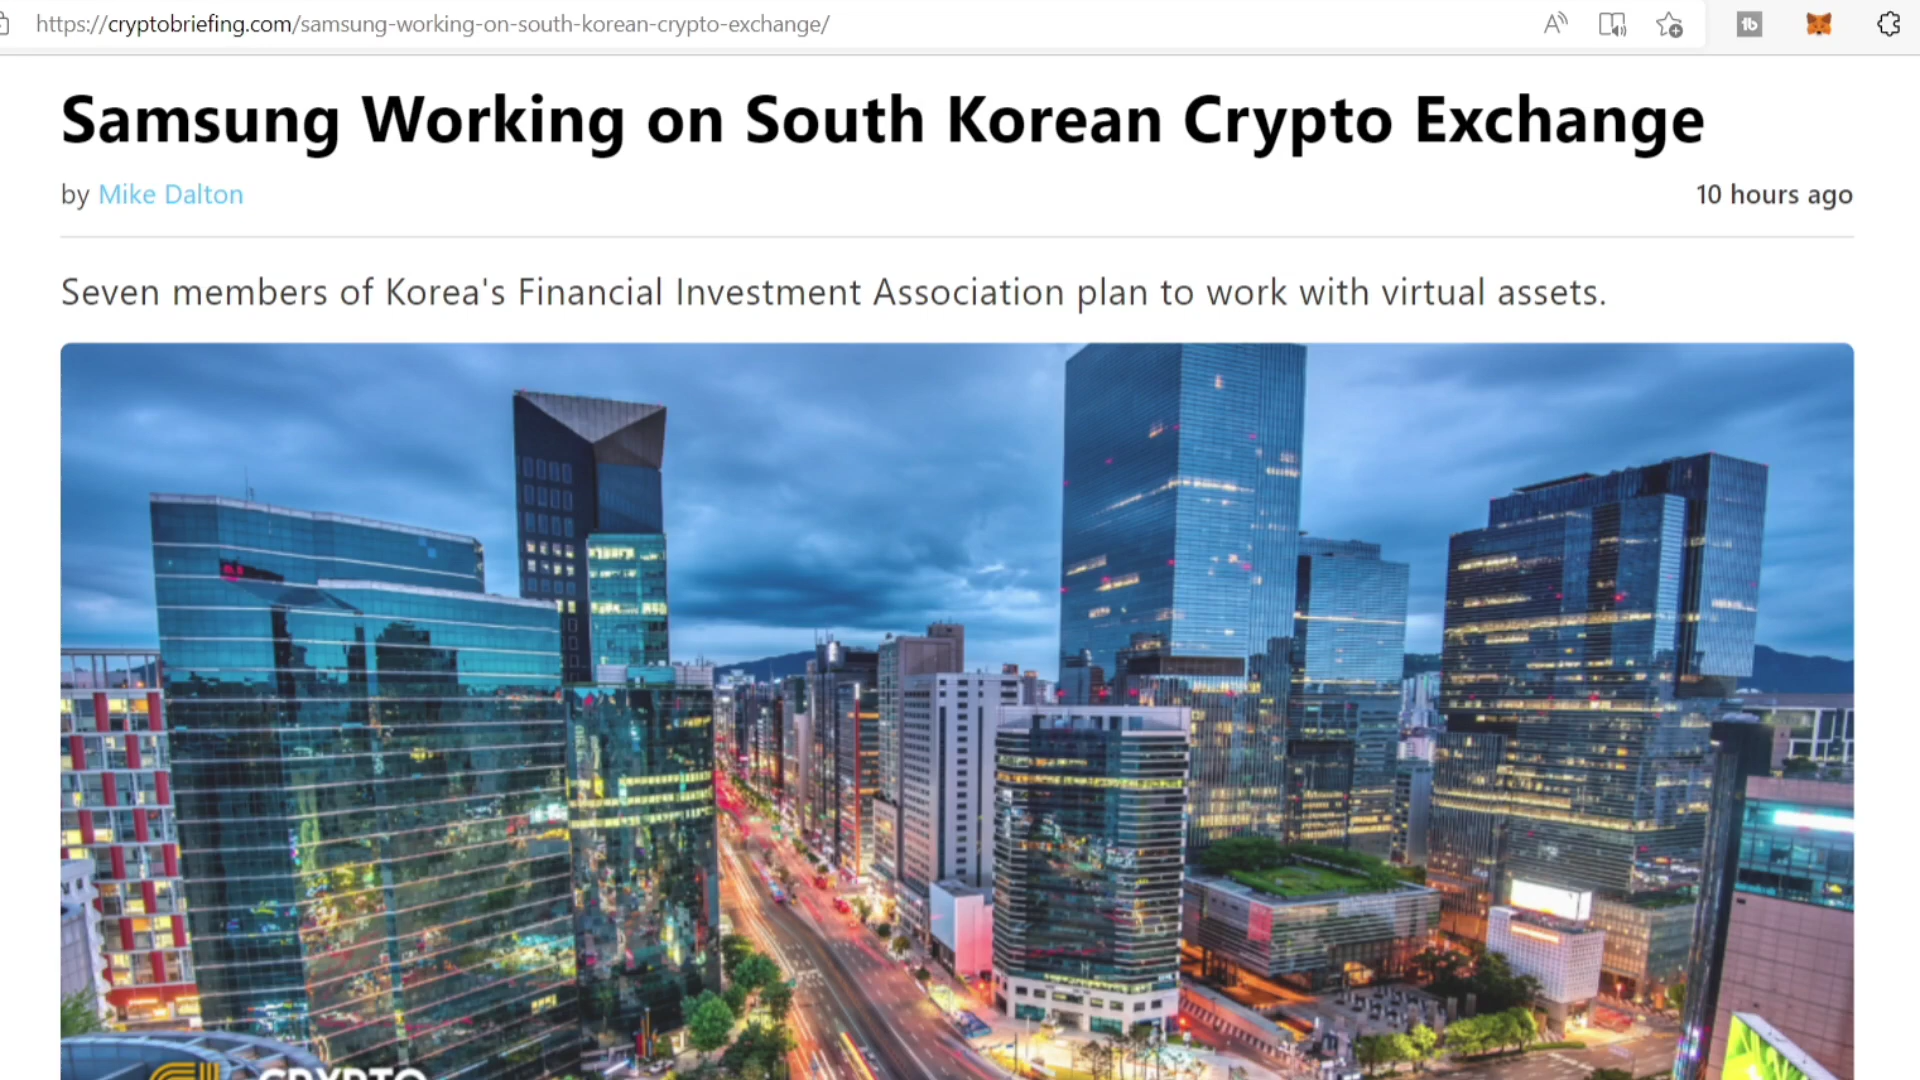 https://cryptobriefing.com/samsung-working-on-south-korean-crypto-exchange/
Samsung Working on South Korean Crypto Exchange
by Mike Dalton
10 hours ago
Seven members of Korea's Financial Investment Association plan to work with virtual assets.
CRYPTO